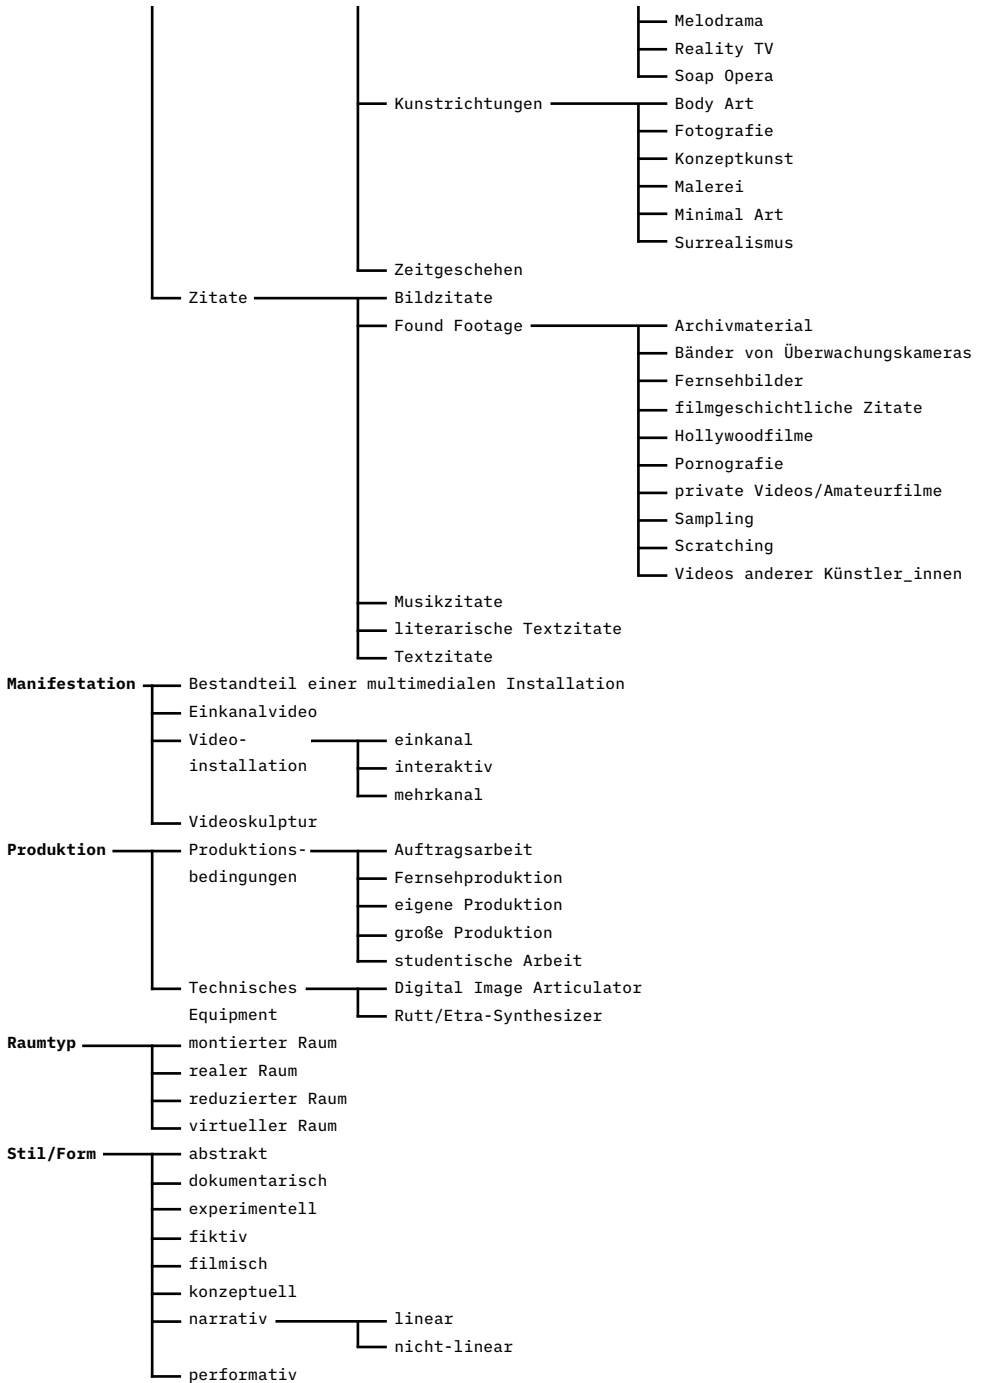 Melodrama
Reality TV
Soap Opera
Kunstrichtungen Body Art
Fotografie
Konzeptkunst
Malerei
Minimal Art
Surrealismus
Zeitgeschehen
Zitate Bildzitate
Found Footage Archivmaterial
Bänder von Überwachungskameras
Fernsehbilder
filmgeschichtliche Zitate
Hollywoodfilme
Pornografie
private Videos/Amateurfilme
Sampling
Scratching
Videos anderer Künstler_innen
Musikzitate
literarische Textzitate
Textzitate
Manifestation Bestandteil einer multimedialen Installation
Einkanalvideo
Video- einkanal
installation interaktiv
mehrkanal
Videoskulptur
Produktion Produktions- Auftragsarbeit
bedingungen Fernsehproduktion
eigene Produktion
große Produktion
studentische Arbeit
Technisches Digital Image Articulator
Equipment Rutt/Etra-Synthesizer
Raumtyp montierter Raum
realer Raum
reduzierter Raum
virtueller Raum
Stil/Form abstrakt
dokumentarisch
experimentell
fiktiv
filmisch
konzeptuell
narrativ linear
nicht-linear
performativ